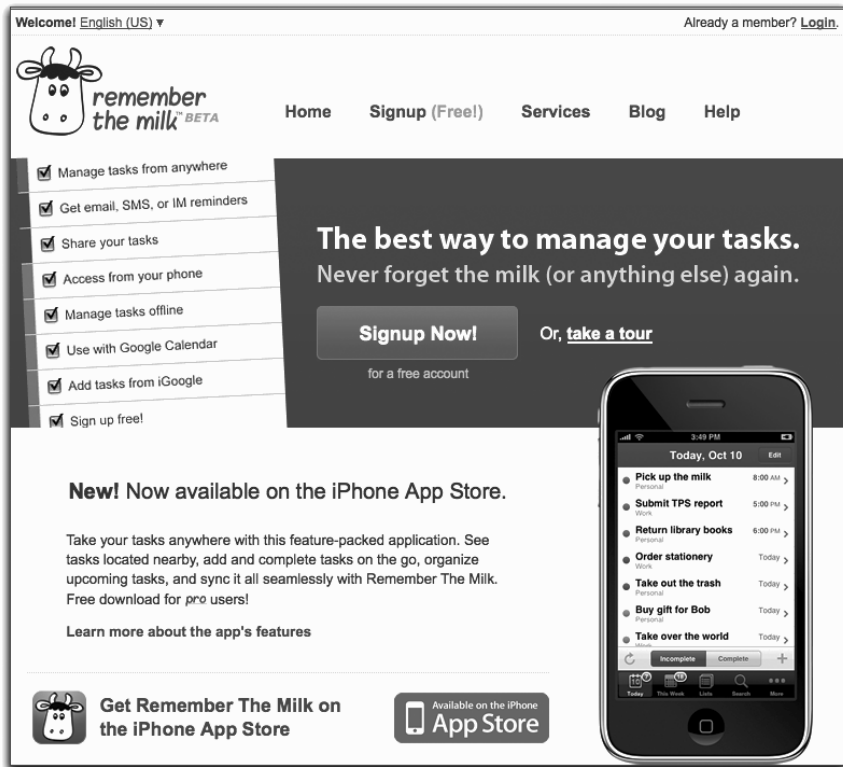 Welcome! English (US) ▾
Already a member? Login.
remember
the milk™ BETA
Home Signup (Free!) Services Blog Help
Manage tasks from anywhere
Get email, SMS, or IM reminders
Share your tasks
Access from your phone
Manage tasks offline
Use with Google Calendar
Add tasks from iGoogle
Sign up free!
The best way to manage your tasks.
Never forget the milk (or anything else) again.
Signup Now!
Or, take a tour
for a free account
New! Now available on the iPhone App Store.
Take your tasks anywhere with this feature-packed application. See
tasks located nearby, add and complete tasks on the go, organize
upcoming tasks, and sync it all seamlessly with Remember The Milk.
Free download for pro users!
Learn more about the app's features
Get Remember The Milk on
the iPhone App Store
Available on the iPhone
App Store
3:49 PM
Today, Oct 10 Edit
Pick up the milk 8:00 AM
Personal
Submit TPS report 5:00 PM
Work
Return library books 6:00 PM
Personal
Order stationery Today
Work
Take out the trash Today
Personal
Buy gift for Bob Today
Personal
Take over the world Today
Work
Incomplete Complete
Today This Week Lists Search More